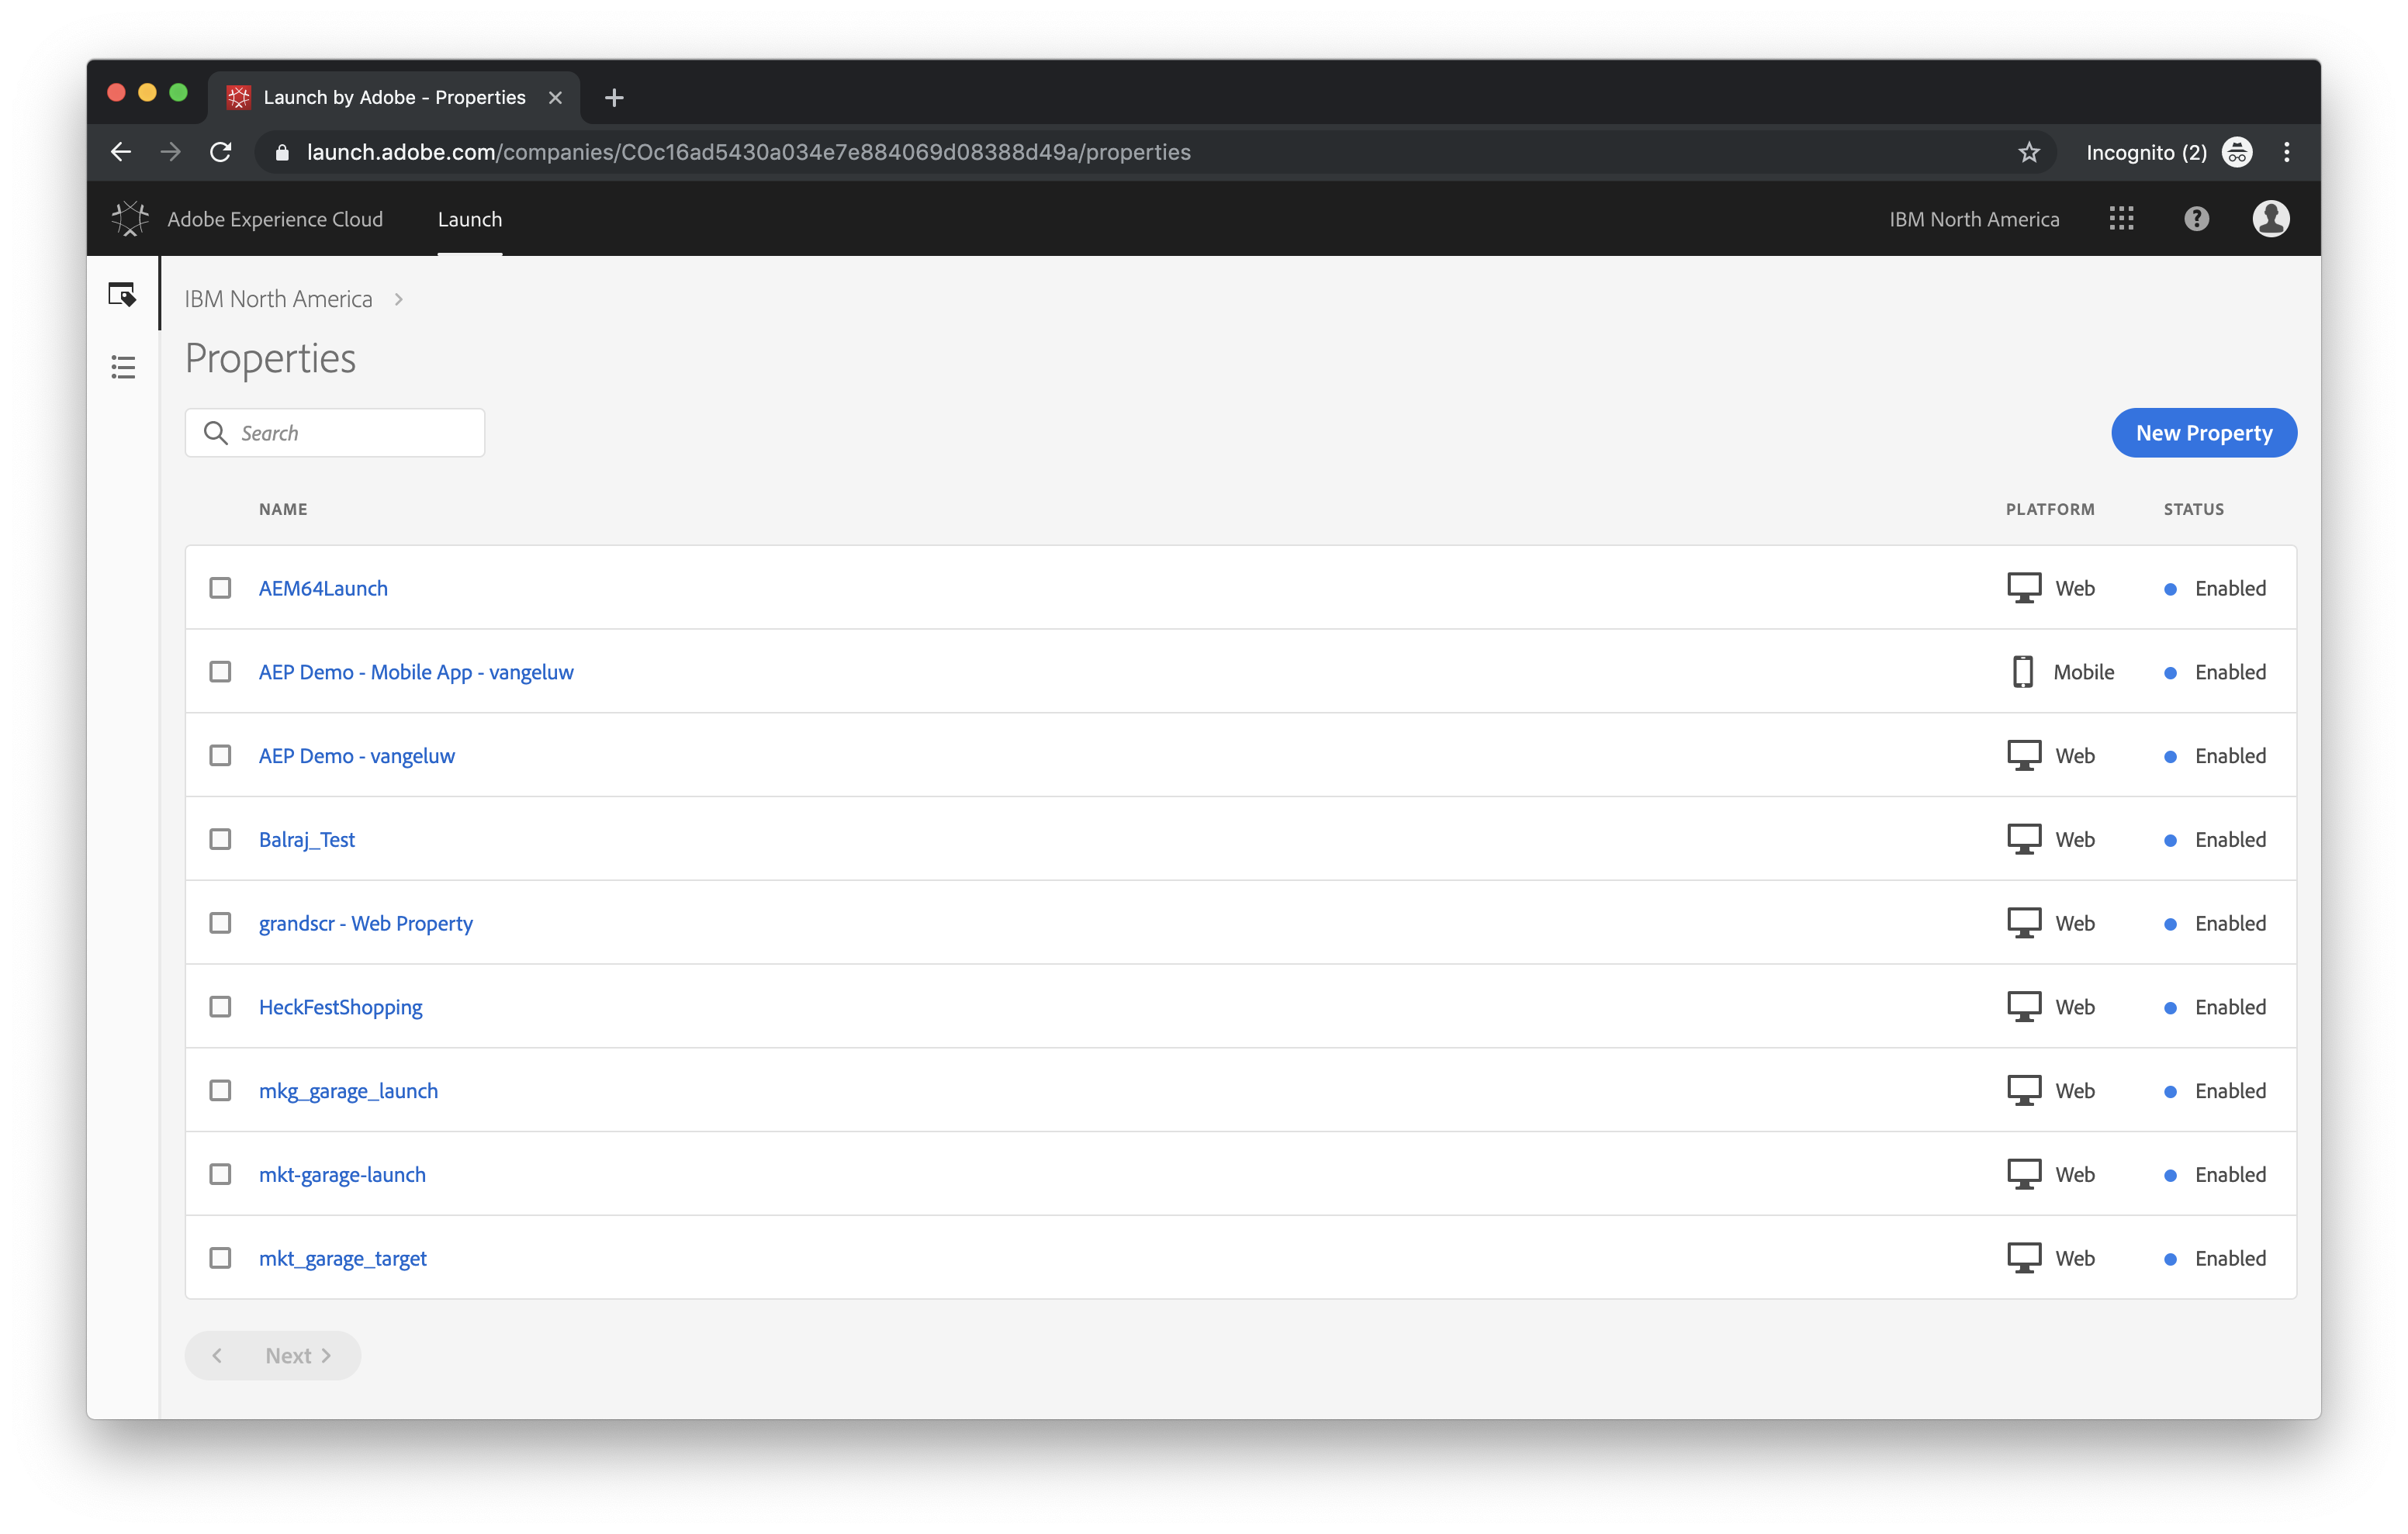 Launch by Adobe - Properties
launch.adobe.com/companies/COc16ad5430a034e7e884069d08388d49a/properties
Incognito (2)
Adobe Experience Cloud Launch IBM North America
IBM North America
Properties
Search
New Property
NAME PLATFORM STATUS
AEM64Launch Web Enabled
AEP Demo - Mobile App - vangeluw Mobile Enabled
AEP Demo - vangeluw Web Enabled
Balraj_Test Web Enabled
grandscr - Web Property Web Enabled
HeckFestShopping Web Enabled
mkg_garage_launch Web Enabled
mkt-garage-launch Web Enabled
mkt_garage_target Web Enabled
Next